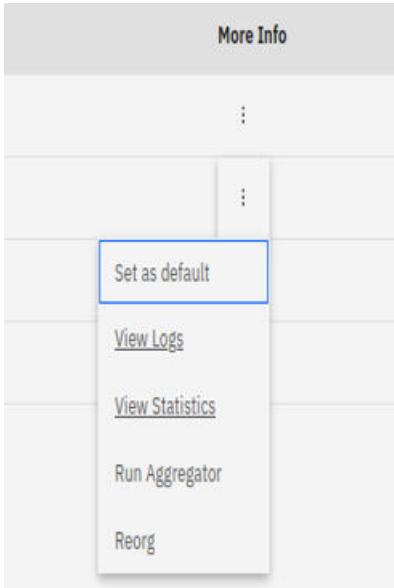 More Info
Set as default
View Logs
View Statistics
Run Aggregator
Reorg